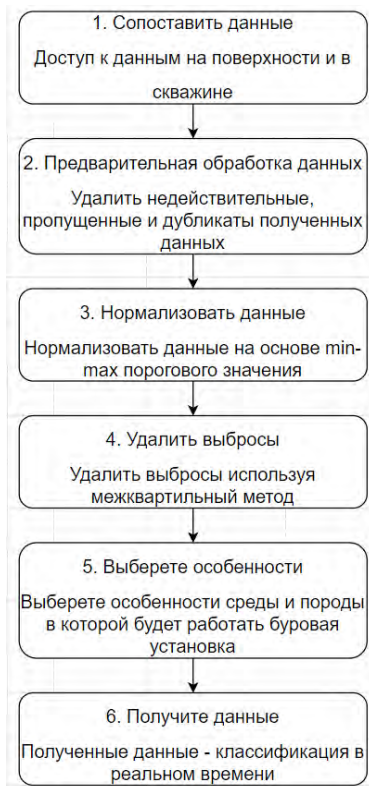 1. Сопоставить данные
Доступ к данным на поверхности и в
скважине
2. Предварительная обработка данных
Удалить недействительные,
пропущенные и дубликаты полученных
данных
3. Нормализовать данные
Нормализовать данные на основе min-
max порогового значения
4. Удалить выбросы
Удалить выбросы используя
межквартильный метод
5. Выберете особенности
Выберете особенности среды и породы
в которой будет работать буровая
установка
6. Получите данные
Полученные данные - классификация в
реальном времени